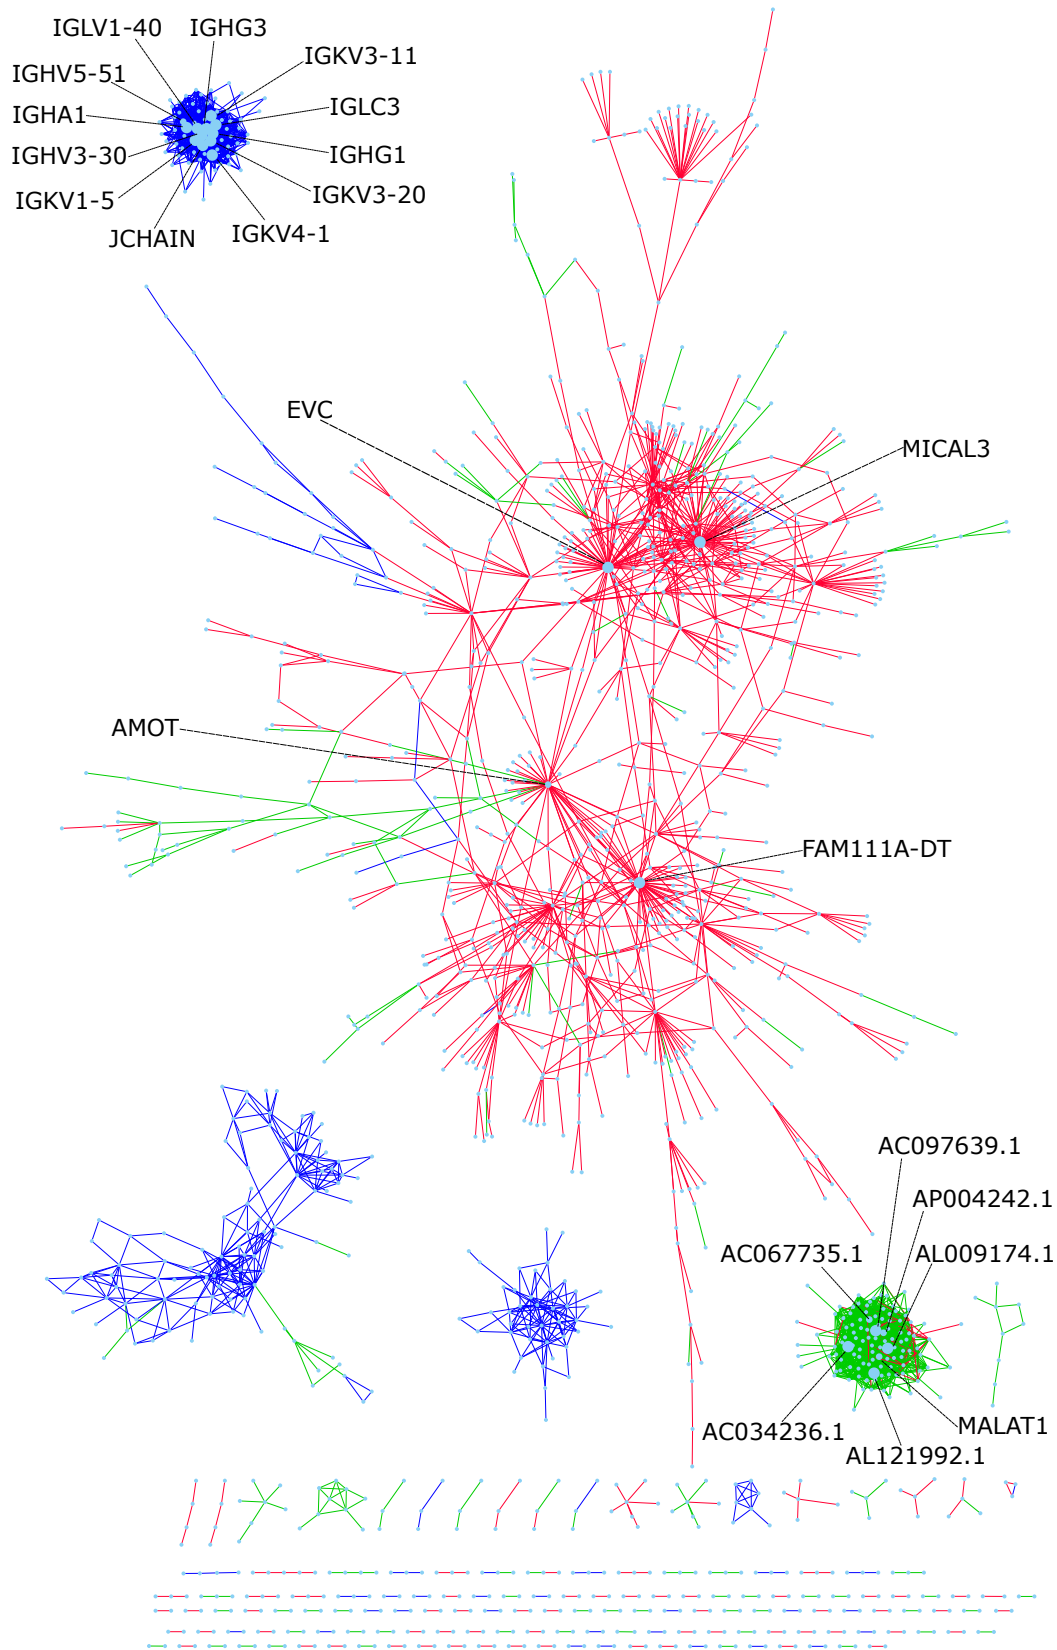 IGLV1-40
IGHG3
IGKV3-11
IGHV5-51
IGLC3
IGHA1
IGHG1
IGHV3-30
IGKV3-20
IGKV1-5
IGKV4-1
JCHAIN
EVC
MICAL3
AMOT
FAM111A-DT
AC097639.1
AP004242.1
AC067735.1
AL009174.1
AC034236.1
MALAT1
AL121992.1